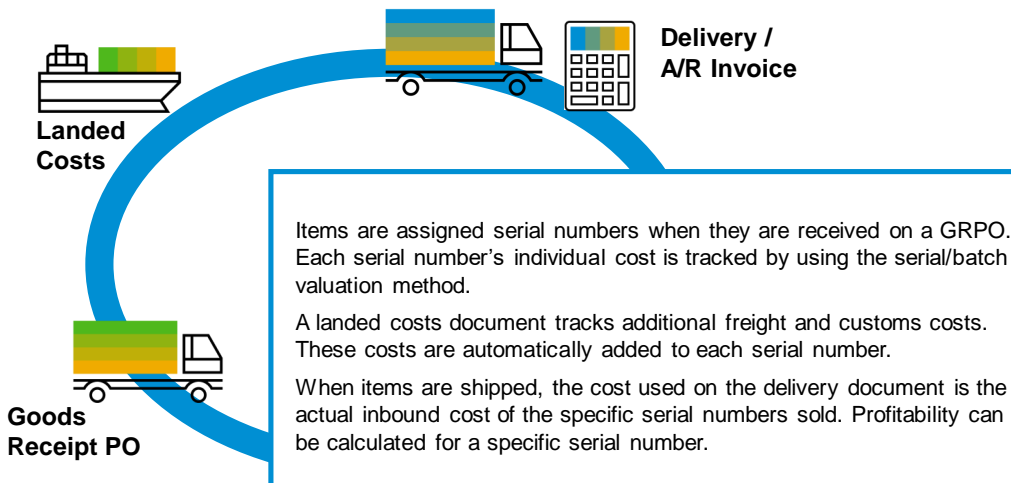 Delivery /
A/R Invoice
Landed
Costs
Goods
Receipt PO
Items are assigned serial numbers when they are received on a GRPO.
Each serial number's individual cost is tracked by using the serial/batch
valuation method.
A landed costs document tracks additional freight and customs costs.
These costs are automatically added to each serial number.
When items are shipped, the cost used on the delivery document is the
actual inbound cost of the specific serial numbers sold. Profitability can
be calculated for a specific serial number.